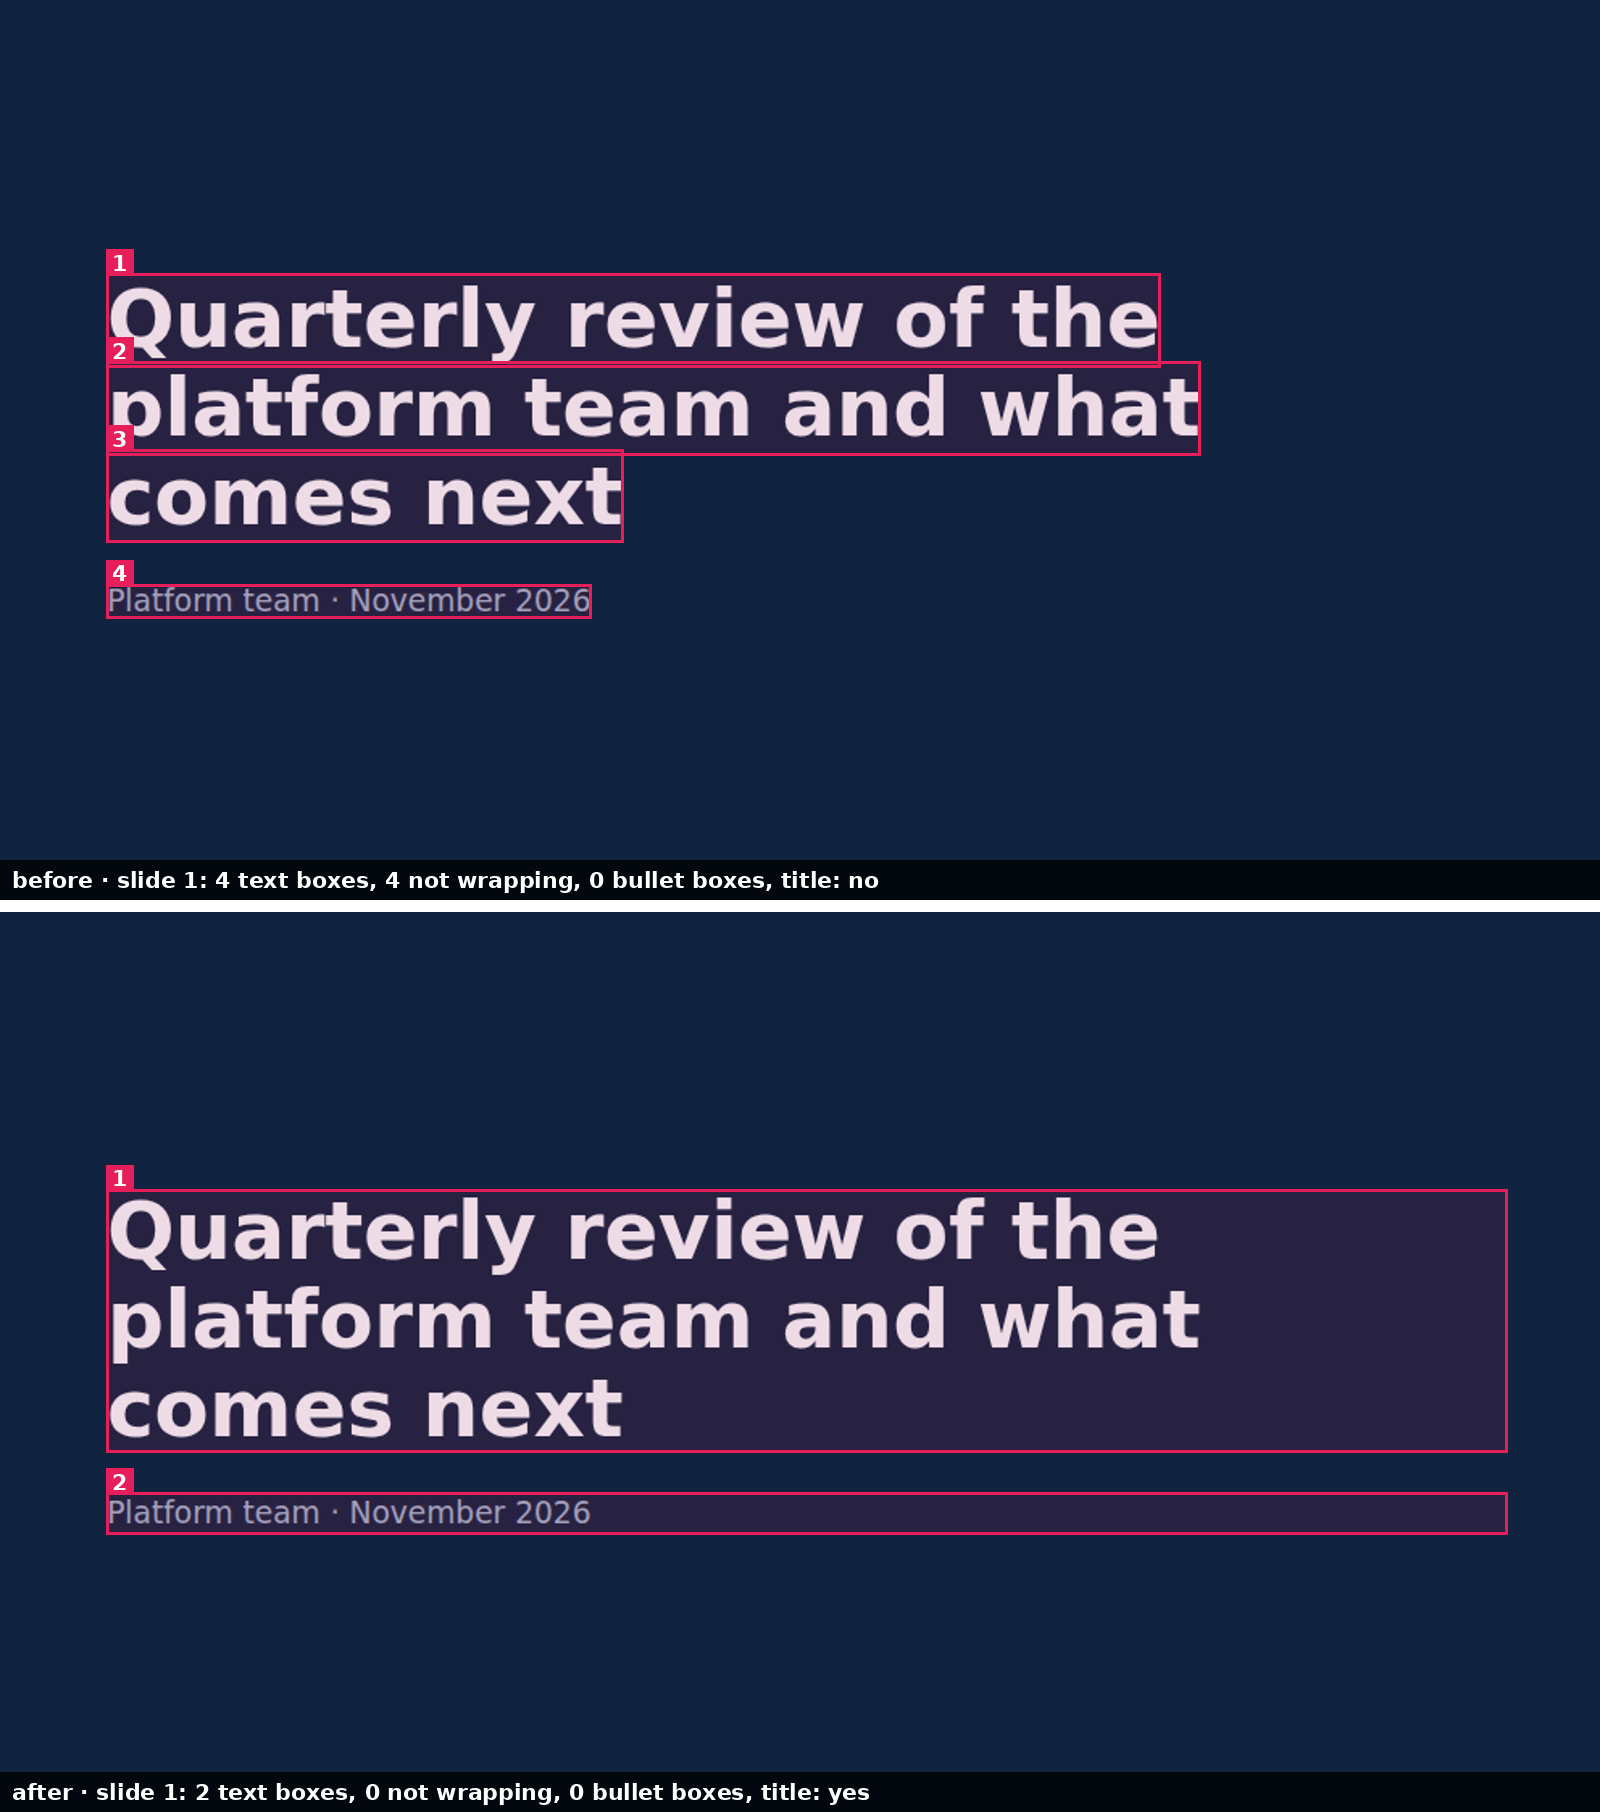 1
Quarterly review of the
2
platform team and what
3
comes next
4
Platform team · November 2026
before · slide 1: 4 text boxes, 4 not wrapping, 0 bullet boxes, title: no
1
Quarterly review of the
platform team and what
comes next
2
Platform team · November 2026
after · slide 1: 2 text boxes, 0 not wrapping, 0 bullet boxes, title: yes